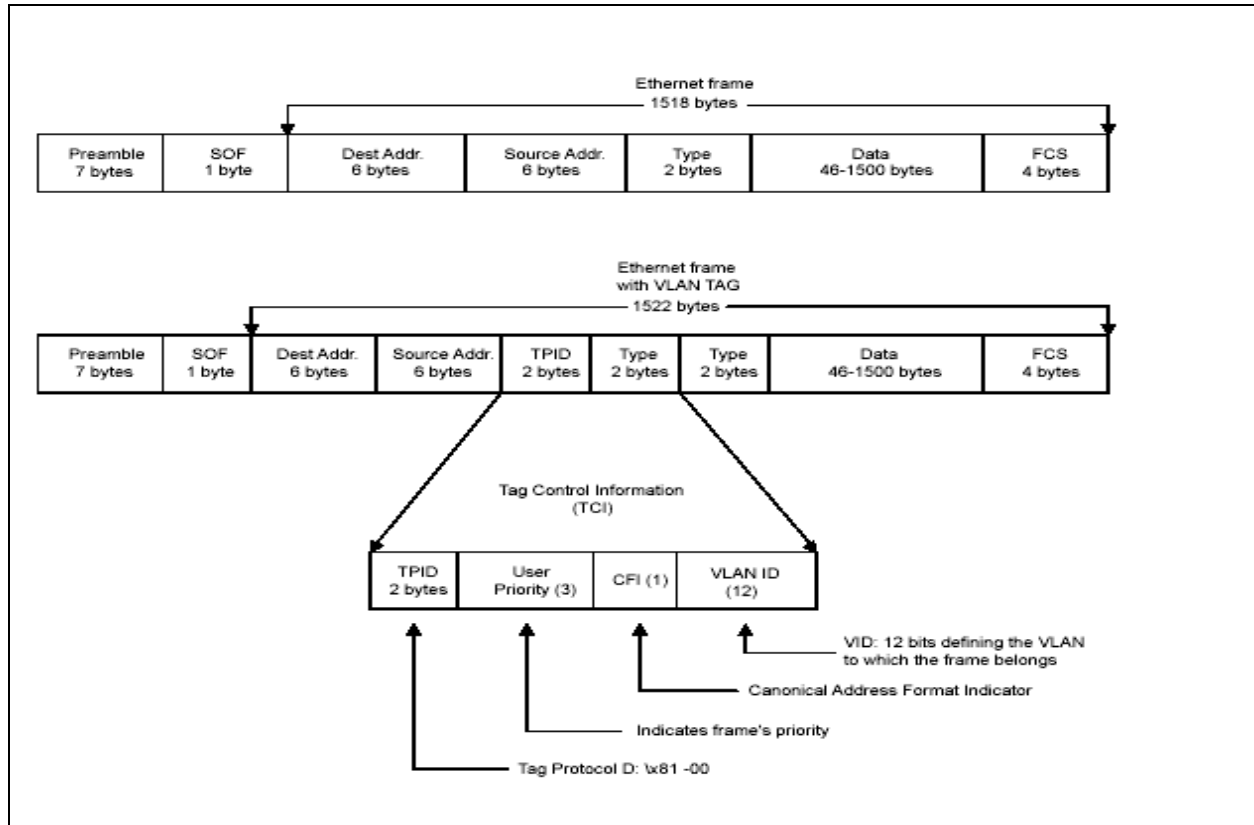 Ethernet frame
1518 bytes
Preamble
7 bytes
SOF
1 byte
Dest Addr.
6 bytes
Source Addr.
6 bytes
Type
2 bytes
Data
46-1500 bytes
FCS
4 bytes
Ethernet frame
with VLAN TAG
1522 bytes
Preamble
7 bytes
SOF
1 byte
Dest Addr.
6 bytes
Source Addr.
6 bytes
TPID
2 bytes
Type
2 bytes
Type
2 bytes
Data
46-1500 bytes
FCS
4 bytes
Tag Control Information
(TCI)
TPID
2 bytes
User
Priority (3)
CFI (1)
VLAN ID
(12)
VID: 12 bits defining the VLAN
to which the frame belongs
Canonical Address Format Indicator
Indicates frame's priority
Tag Protocol D: \x81 -00